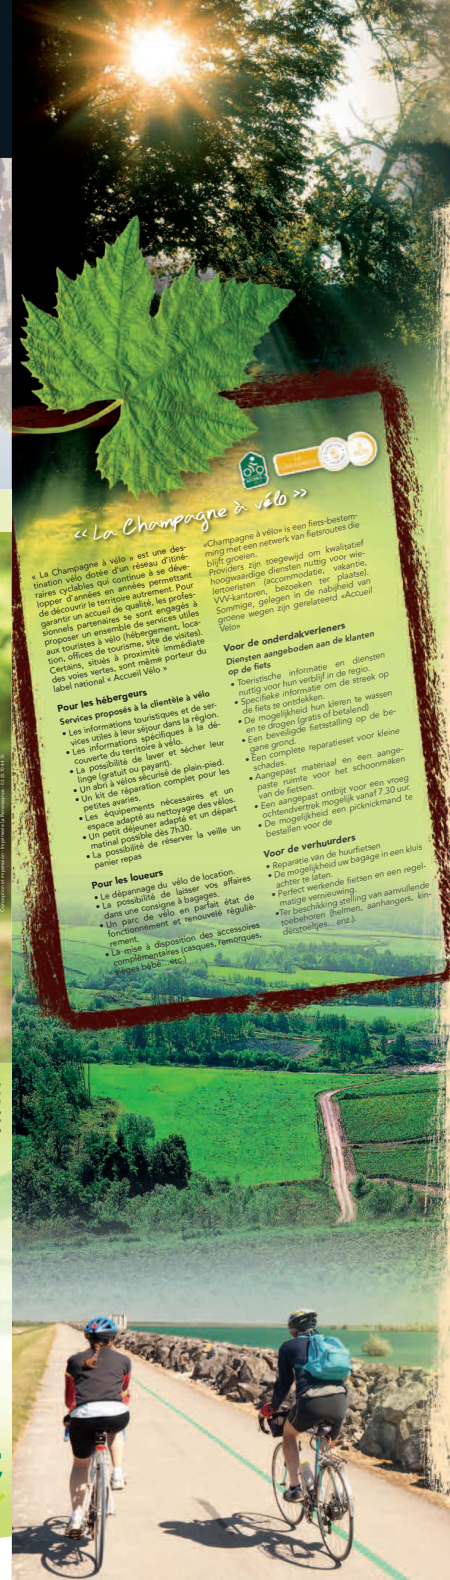 « La Champagne à vélo »
« La Champagne à vélo » est une des-
tination vélo dotée d'un réseau d'itiné-
raires cyclables qui continue à se déve-
lopper d'années en années permettant
de découvrir le territoire autrement. Pour
garantir un accueil de qualité, les profes-
sionnels partenaires se sont engagés à
proposer un ensemble de services utiles
aux touristes à vélo (hébergement, loca-
tion, offices de tourisme, site de visites).
Certains, situés à proximité immédiate
des voies vertes, sont même porteur du
label national « Accueil Vélo »
Pour les hébergeurs
Services proposés à la clientèle à vélo
• Les informations touristiques et de ser-
vices utiles à leur séjour dans la région.
• Les informations spécifiques à la dé-
couverte du territoire à vélo.
• La possibilité de laver et sécher leur
linge (gratuit ou payant).
• Un abri à vélos sécurisé de plain-pied.
• Un kit de réparation complet pour les
petites avaries.
• Les équipements nécessaires et un
espace adapté au nettoyage des vélos.
• Un petit déjeuner adapté et un départ
matinal possible dès 7h30.
• La possibilité de réserver la veille un
panier repas
Pour les loueurs
• Le dépannage du vélo de location.
• La possibilité de laisser vos affaires
dans une consigne à bagages.
• Un parc de vélo en parfait état de
fonctionnement et renouvelé réguliè-
rement.
• La mise à disposition des accessoires
complémentaires (casques, remorques,
sièges bébé... etc.)
«Champagne à vélo» is een fiets-bestem-
ming met een netwerk van fietsroutes die
blijft groeien.
Providers zijn toegewijd om kwalitatief
hoogwaardige diensten nuttig voor wie-
lertoeristen (accommodatie, vakantie,
VVV-kantoren, bezoeken ter plaatse).
Sommige, gelegen in de nabijheid van
groene wegen zijn gerelateerd «Accueil
Velo»
Voor de onderdakverleners
Diensten aangeboden aan de klanten
op de fiets
• Toeristische informatie en diensten
nuttig voor hun verblijf in de regio.
• Specifieke informatie om de streek op
de fiets te ontdekken.
• De mogelijkheid hun kleren te wassen
en te drogen (gratis of betalend)
• Een beveiligde fietsstalling op de be-
gane grond.
• Een complete reparatieset voor kleine
schades.
• Aangepast materiaal en een aange-
paste ruimte voor het schoonmaken
van de fietsen.
• Een aangepast ontbijt voor een vroeg
ochtendvertrek mogelijk vanaf 7.30 uur.
• De mogelijkheid een picknickmand te
bestellen voor de
Voor de verhuurders
• Reparatie van de huurfietsen
• De mogelijkheid uw bagage in een kluis
achter te laten.
• Perfect werkende fietsen en een regel-
matige vernieuwing.
•Ter beschikking stelling van aanvullende
toebehoren (helmen, aanhangers, kin-
derstoeltjes... enz.).